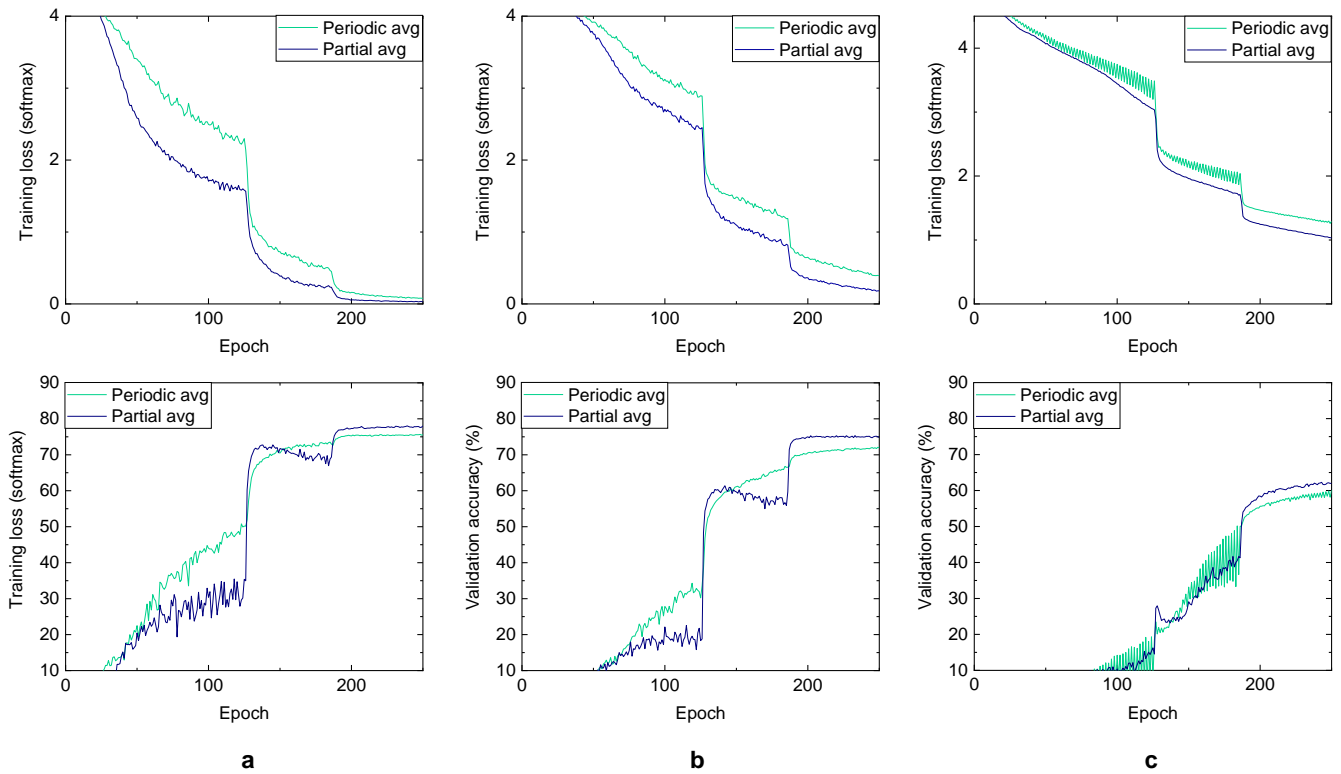 4
2
0
0
100
200
Training loss (softmax)
Epoch
Periodic avg
Partial avg
4
2
0
0
100
200
Training loss (softmax)
Epoch
Periodic avg
Partial avg
4
2
0
0
100
200
Training loss (softmax)
Epoch
Periodic avg
Partial avg
90
80
70
60
50
40
30
20
10
0
100
200
Training loss (softmax)
Epoch
Periodic avg
Partial avg
a
90
80
70
60
50
40
30
20
10
0
100
200
Validation accuracy (%)
Epoch
Periodic avg
Partial avg
b
90
80
70
60
50
40
30
20
10
0
100
200
Validation accuracy (%)
Epoch
Periodic avg
Partial avg
c